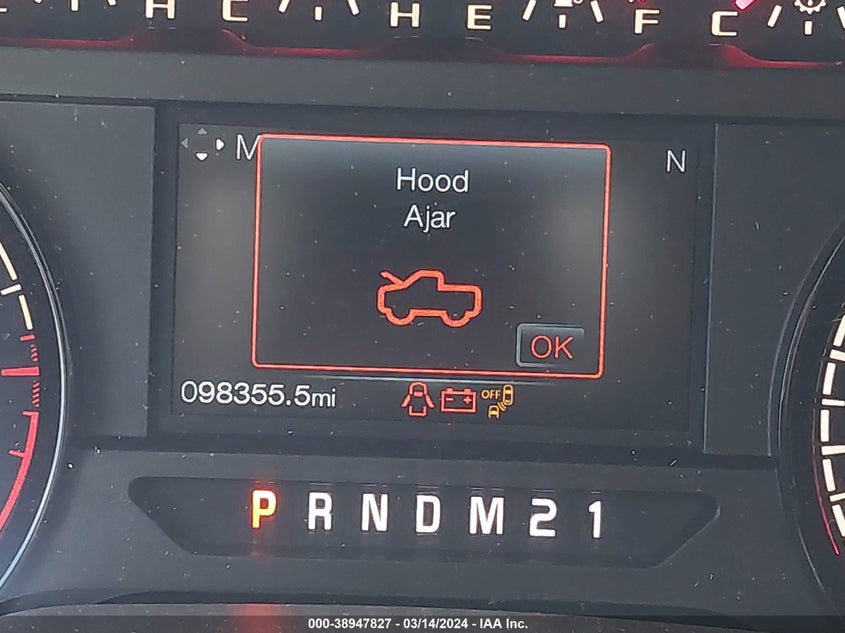 H C H E F C
M N
Hood
Ajar
OK
098355.5mi
OFF
P R N D M 2 1
000-38947827 - 03/14/2024 - IAA Inc.